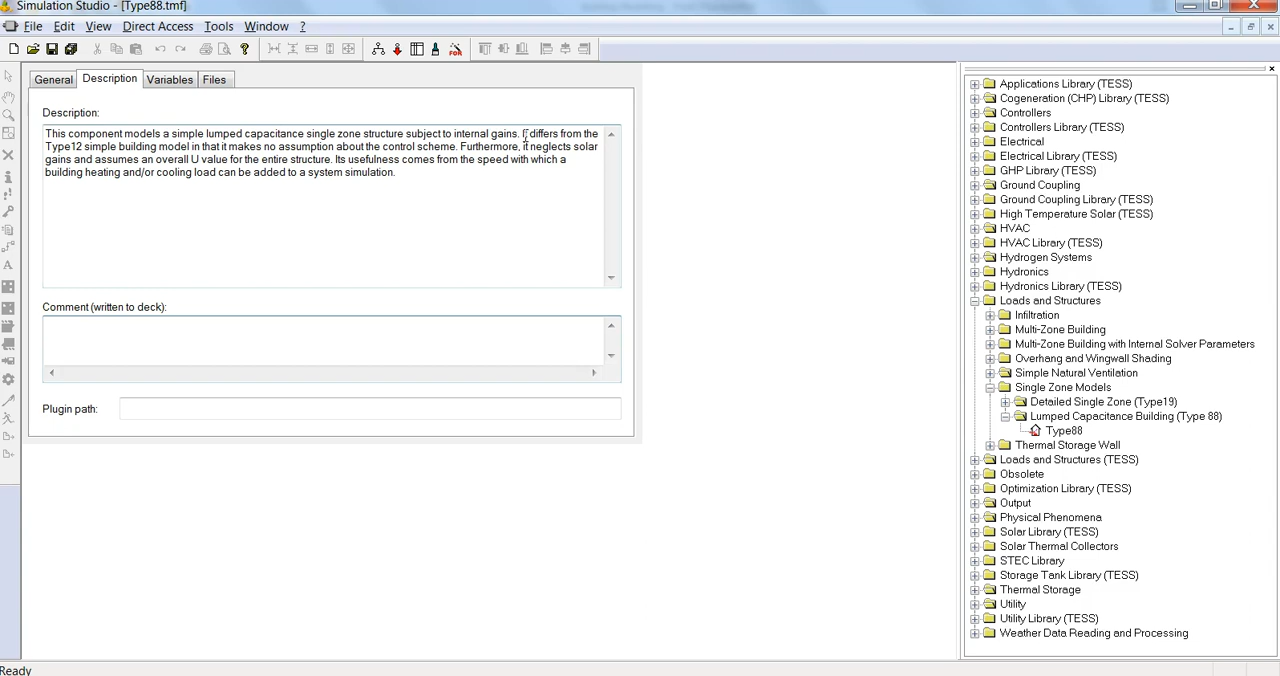 Simulation Studio - [Type88.tmf]
File Edit View Direct Access Tools Window ?
FOR
General Description Variables Files
Description:
This component models a simple lumped capacitance single zone structure subject to internal gains. It differs from the
Type12 simple building model in that it makes no assumption about the control scheme. Furthermore, it neglects solar
gains and assumes an overall U value for the entire structure. Its usefulness comes from the speed with which a
building heating and/or cooling load can be added to a system simulation.
Comment (written to deck):
Plugin path:
Applications Library (TESS)
Cogeneration (CHP) Library (TESS)
Controllers
Controllers Library (TESS)
Electrical
Electrical Library (TESS)
GHP Library (TESS)
Ground Coupling
Ground Coupling Library (TESS)
High Temperature Solar (TESS)
HVAC
HVAC Library (TESS)
Hydrogen Systems
Hydronics
Hydronics Library (TESS)
Loads and Structures
Infiltration
Multi-Zone Building
Multi-Zone Building with Internal Solver Parameters
Overhang and Wingwall Shading
Simple Natural Ventilation
Single Zone Models
Detailed Single Zone (Type19)
Lumped Capacitance Building (Type 88)
Type88
Thermal Storage Wall
Loads and Structures (TESS)
Obsolete
Optimization Library (TESS)
Output
Physical Phenomena
Solar Library (TESS)
Solar Thermal Collectors
STEC Library
Storage Tank Library (TESS)
Thermal Storage
Utility
Utility Library (TESS)
Weather Data Reading and Processing
Ready